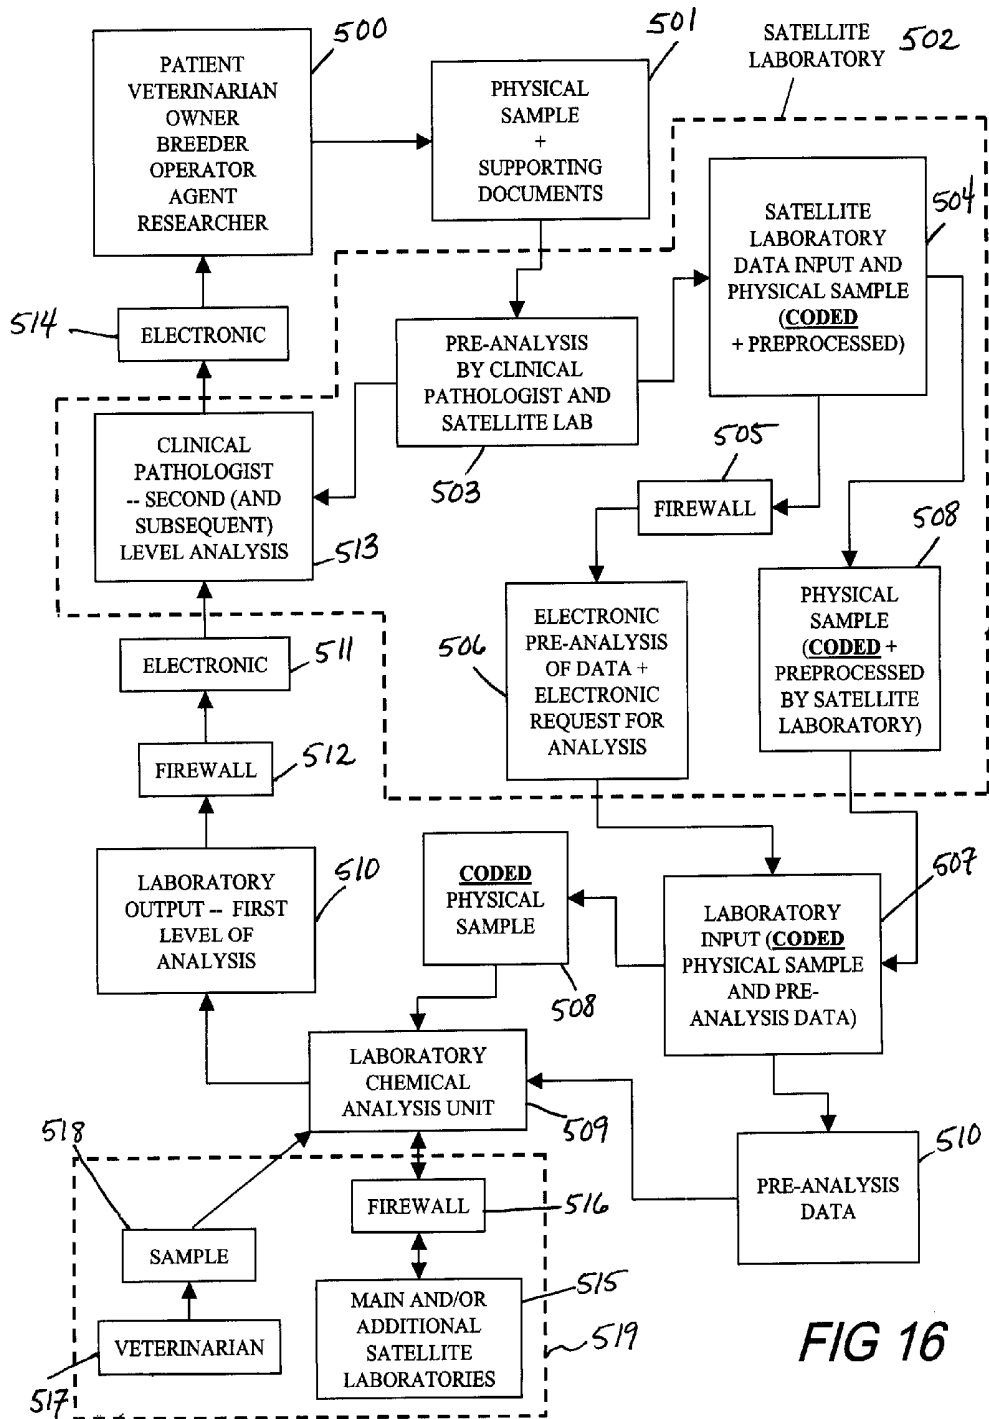 500
PATIENT
VETERINARIAN
OWNER
BREEDER
OPERATOR
AGENT
RESEARCHER
501
PHYSICAL
SAMPLE
+
SUPPORTING
DOCUMENTS
SATELLITE
LABORATORY
502
504
SATELLITE
LABORATORY
DATA INPUT AND
PHYSICAL SAMPLE
(CODED
+ PREPROCESSED)
514
ELECTRONIC
PRE-ANALYSIS
BY CLINICAL
PATHOLOGIST AND
SATELLITE LAB
503
CLINICAL
PATHOLOGIST
-- SECOND (AND
SUBSEQUENT)
LEVEL ANALYSIS
513
505
FIREWALL
508
PHYSICAL
SAMPLE
(CODED +
PREPROCESSED
BY SATELLITE
LABORATORY)
506
ELECTRONIC
PRE-ANALYSIS
OF DATA +
ELECTRONIC
REQUEST FOR
ANALYSIS
ELECTRONIC
511
FIREWALL
512
LABORATORY
OUTPUT -- FIRST
LEVEL OF
ANALYSIS
510
CODED
PHYSICAL
SAMPLE
508
507
LABORATORY
INPUT (CODED
PHYSICAL SAMPLE
AND PRE-
ANALYSIS DATA)
LABORATORY
CHEMICAL
ANALYSIS UNIT
509
510
PRE-ANALYSIS
DATA
518
SAMPLE
FIREWALL
516
VETERINARIAN
517
515
MAIN AND/OR
ADDITIONAL
SATELLITE
LABORATORIES
519
FIG 16